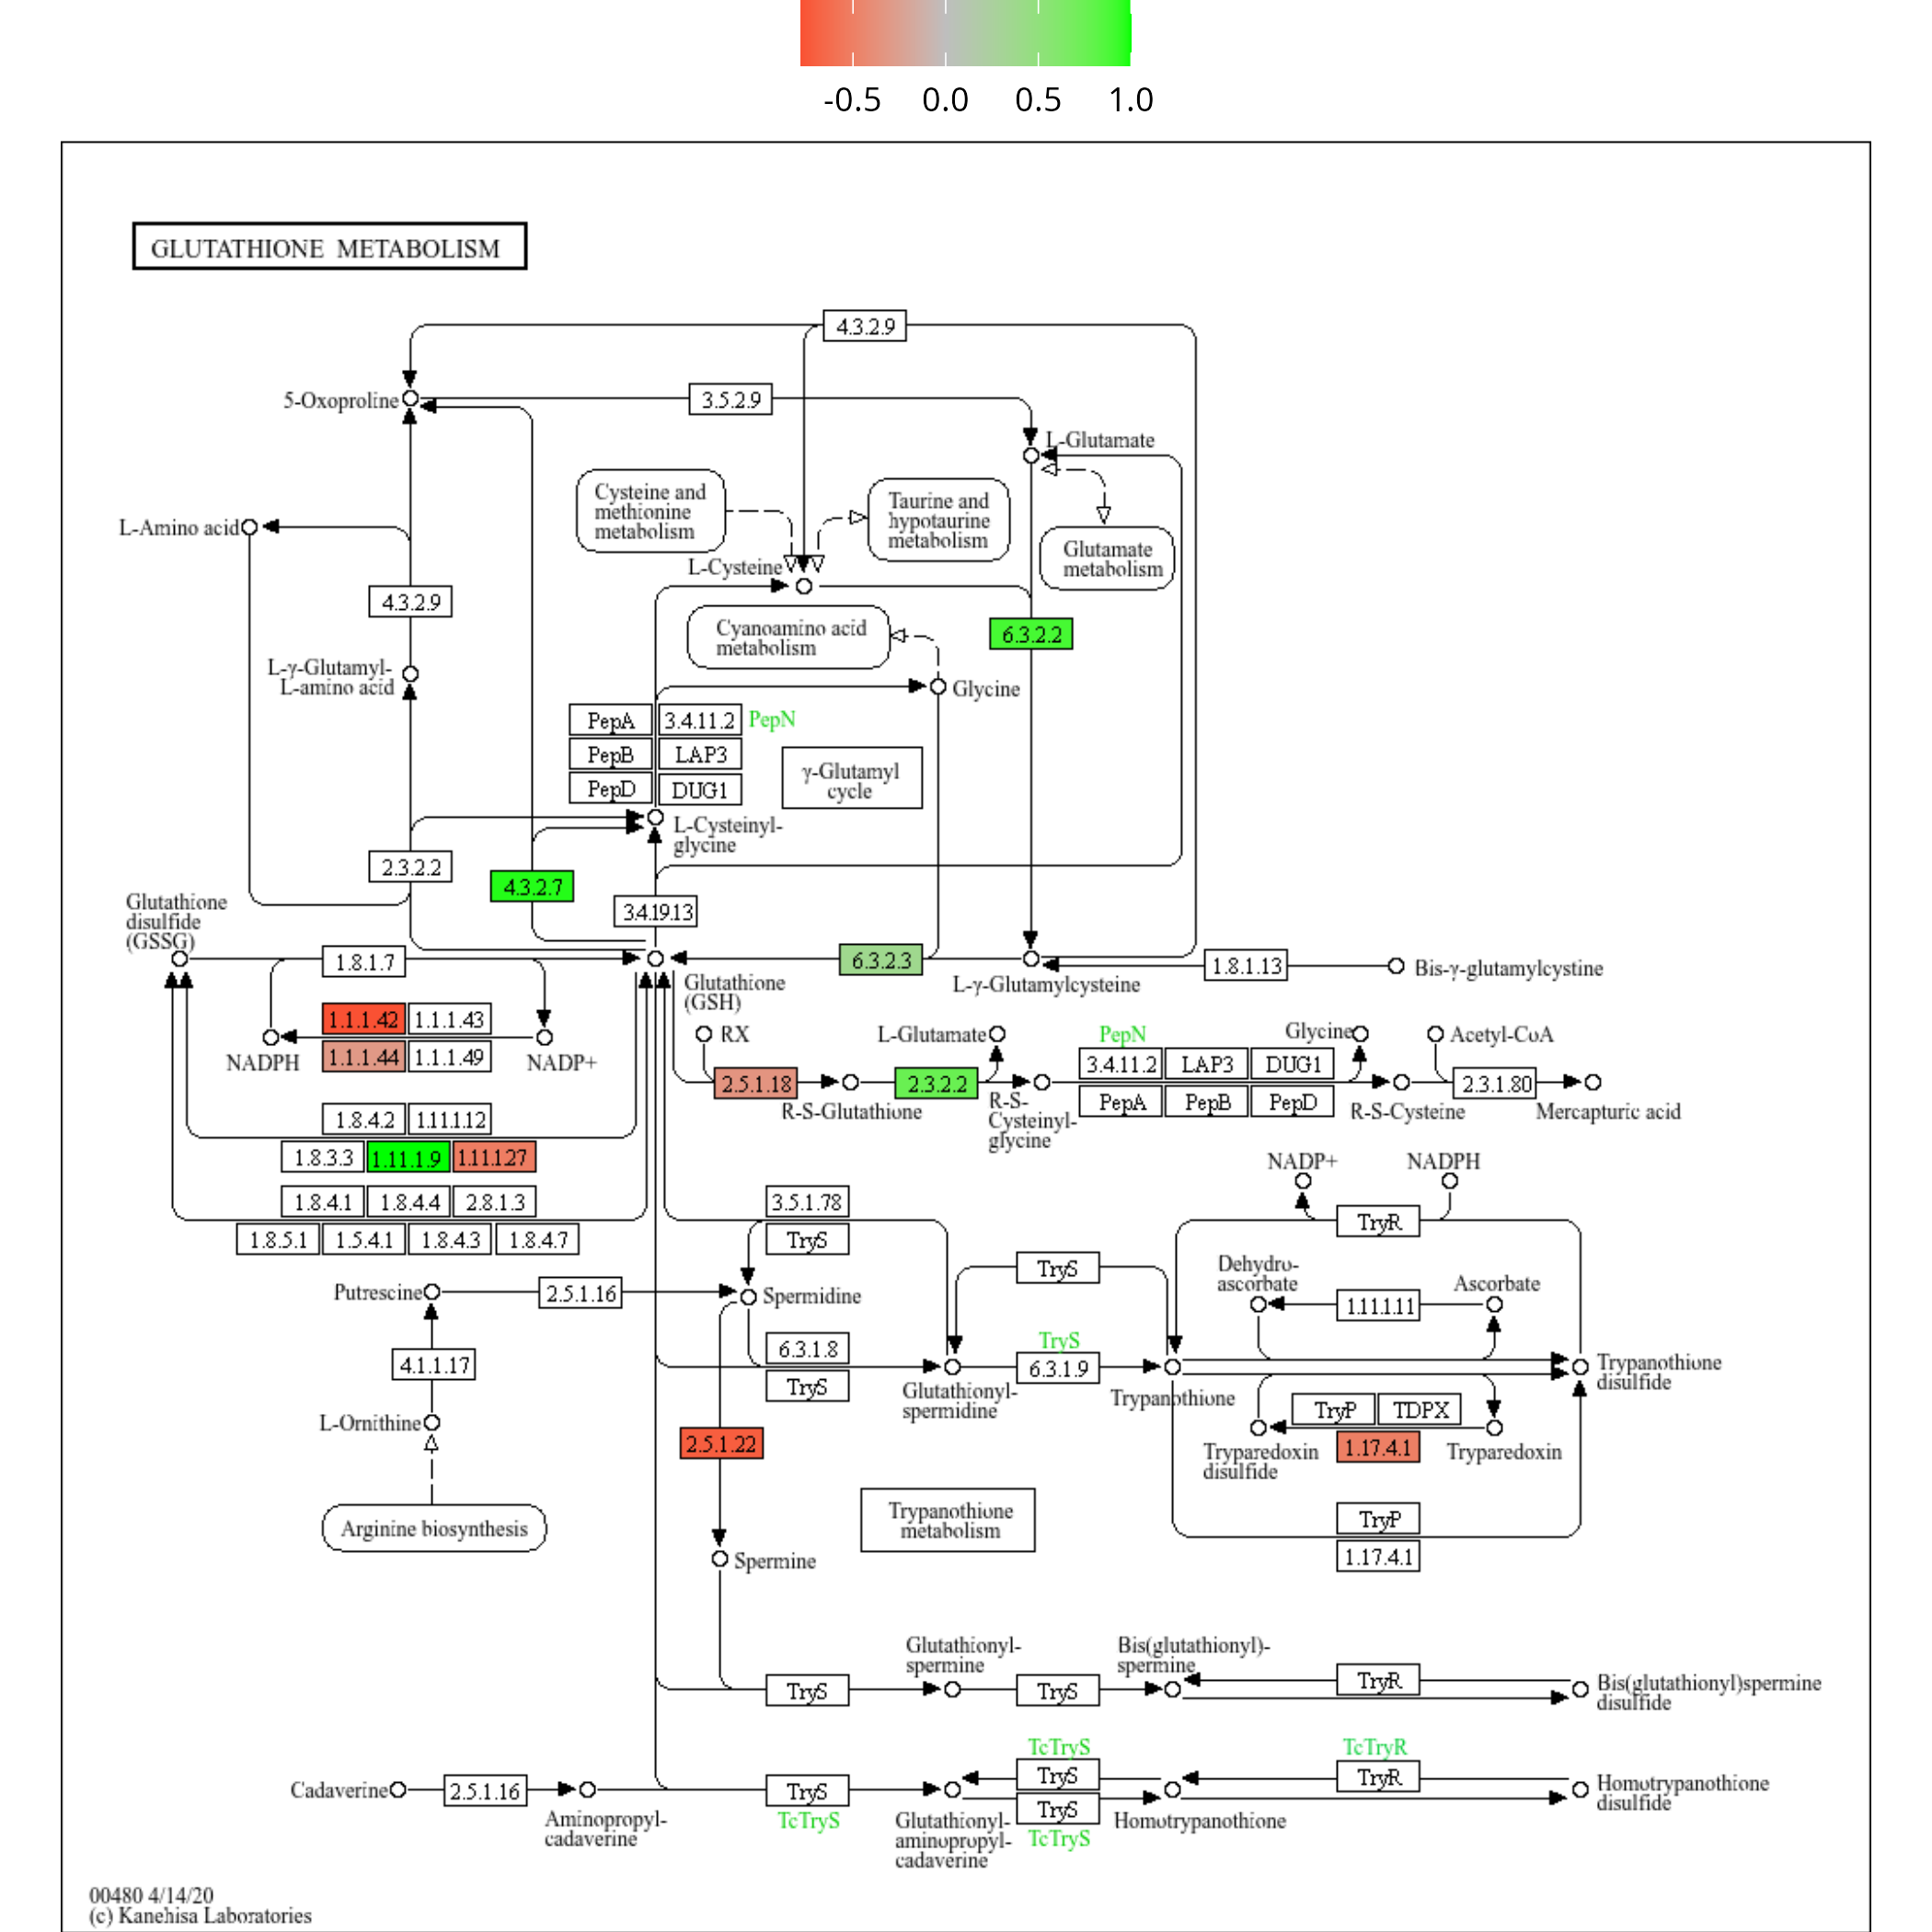 -0.5 0.0 0.5 1.0
GLUTATHIONE METABOLISM
4.3.2.9
5-Oxoproline
3.5.2.9
L-Glutamate
Cysteine and
methionine
metabolism
Taurine and
hypotaurine
metabolism
Glutamate
metabolism
L-Amino acid
L-Cysteine
4.3.2.9
Cyanoamino acid
metabolism
6.3.2.2
L-γ-Glutamyl-
L-amino acid
Glycine
PepA 3.4.11.2 PepN
PepB LAP3
PepD DUG1
γ-Glutamyl
cycle
L-Cysteinyl-
glycine
2.3.2.2
4.3.2.7
3.4.19.13
Glutathione
disulfide
(GSSG)
1.8.1.7
6.3.2.3
1.8.1.13
Bis-γ-glutamylcystine
Glutathione
(GSH)
L-γ-Glutamylcysteine
1.1.1.42 1.1.1.43
NADPH
1.1.1.44 1.1.1.49
NADP+
RX
L-Glutamate
PepN
Glycine
Acetyl-CoA
2.5.1.18
2.3.2.2
3.4.11.2 LAP3 DUG1
2.3.1.80
R-S-Glutathione
R-S-
Cysteinyl-
glycine
PepA PepB PepD
R-S-Cysteine
Mercapturic acid
1.8.4.2 1.11.1.12
1.8.3.3 1.11.1.9 1.11.1.27
1.8.4.1 1.8.4.4 2.8.1.3
1.8.5.1 1.5.4.1 1.8.4.3 1.8.4.7
NADP+ NADPH
3.5.1.78
TryS
TryR
TryS
Dehydro-
ascorbate
Ascorbate
1.11.1.11
Putrescine
2.5.1.16
Spermidine
4.1.1.17
6.3.1.8
TryS
TryS
6.3.1.9
Glutathionyl-
spermidine
Trypanothione
Trypanothione
disulfide
TryP TDPX
L-Ornithine
2.5.1.22
Tryparedoxin
disulfide
1.17.4.1
Tryparedoxin
Arginine biosynthesis
Trypanothione
metabolism
TryP
1.17.4.1
Spermine
Glutathionyl-
spermine
Bis(glutathionyl)-
spermine
TryS
TryS
TryR
Bis(glutathionyl)spermine
disulfide
TcTryS
TcTryR
Cadaverine
2.5.1.16
TryS
TryS
TryR
Homotrypanothione
disulfide
Aminopropyl-
cadaverine
TcTryS
Glutathionyl-
aminopropyl-
cadaverine
TryS
TcTryS
Homotrypanothione
00480 4/14/20
(c) Kanehisa Laboratories